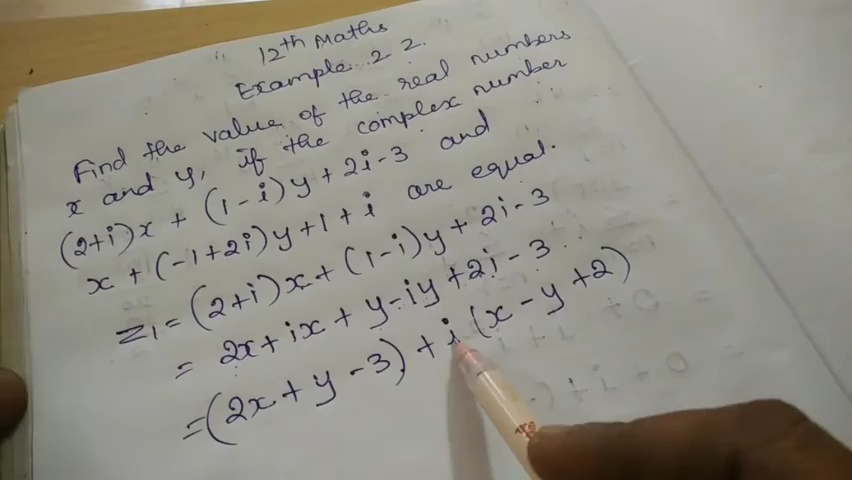 12th Maths
Example 2.2.
Find the value of the real numbers
x and y, if the complex number
(2+i)x + (1-i)y + 2i-3 and
x + (-1+2i)y+1+i are equal.
z1 = (2+i)x + (1-i)y + 2i-3
= 2x + ix + y - iy + 2i - 3
= (2x + y - 3) + i (x - y + 2)